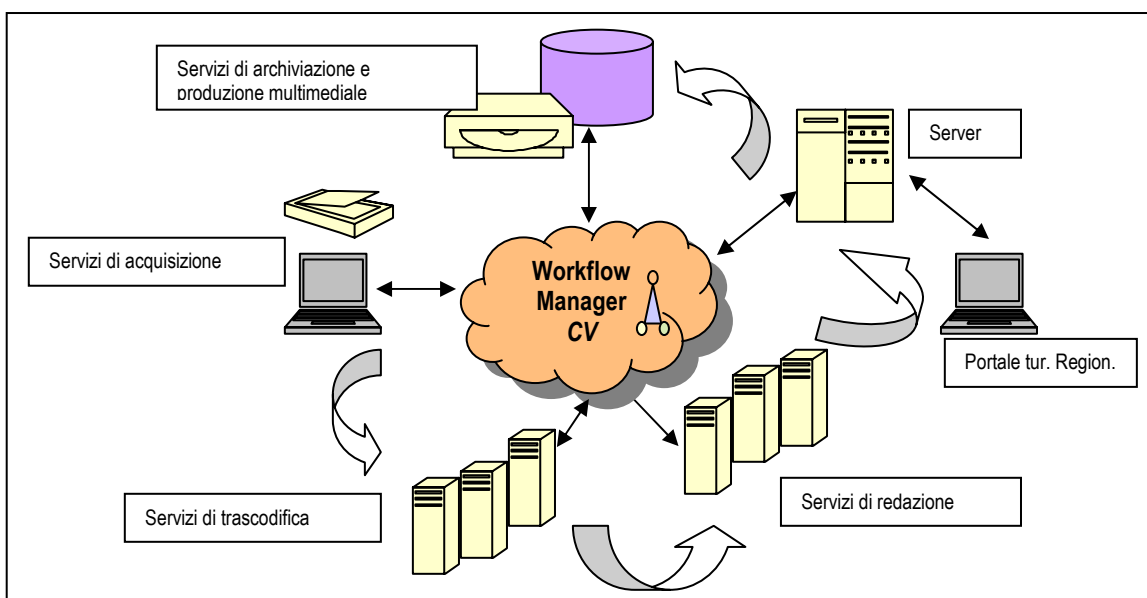 Servizi di archiviazione e
produzione multimediale
Server
Servizi di acquisizione
Workflow
Manager
CV
Portale tur. Region.
Servizi di redazione
Servizi di trascodifica